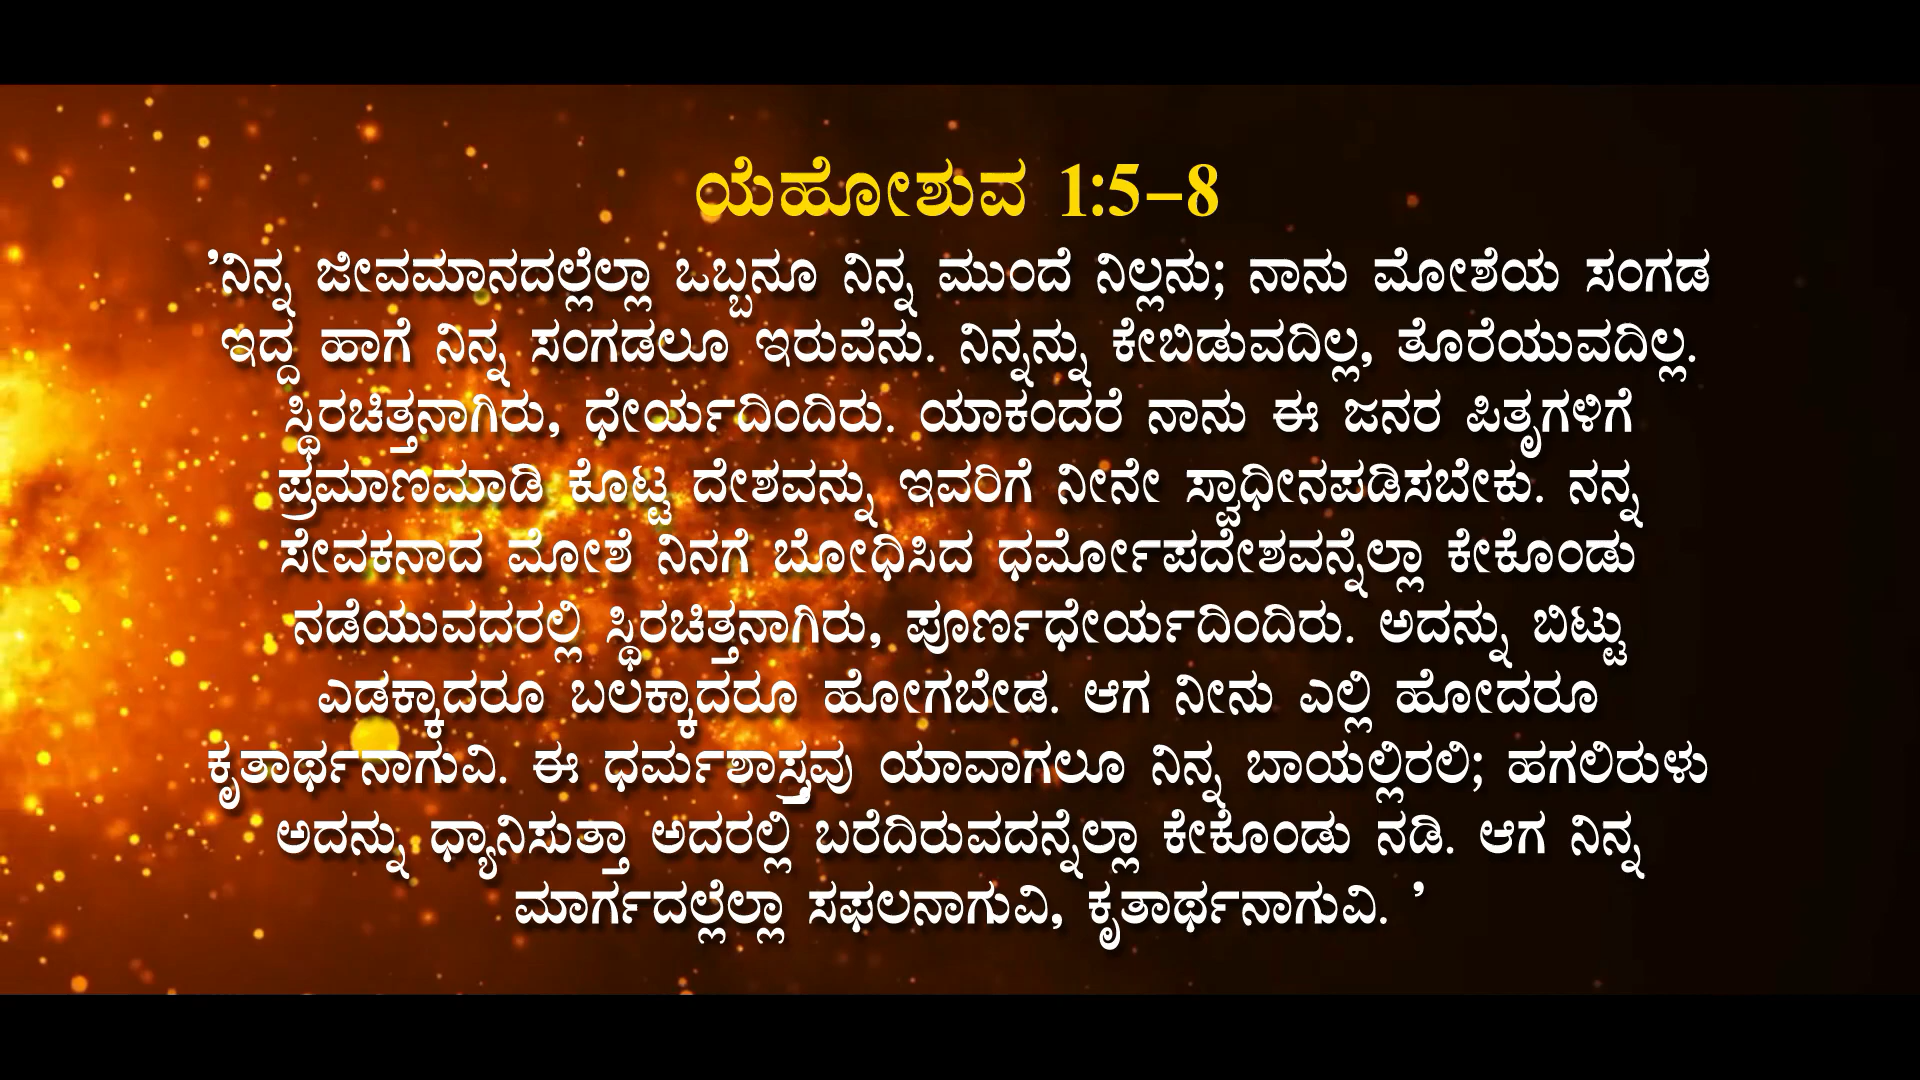 ಯೆಹೋಶುವ 1:5-8
'ನಿನ್ನ ಜೀವಮಾನದಲ್ಲೆಲ್ಲಾ ಒಬ್ಬನೂ ನಿನ್ನ ಮುಂದೆ ನಿಲ್ಲನು; ನಾನು ಮೋಶೆಯ ಸಂಗಡ
ಇದ್ದ ಹಾಗೆ ನಿನ್ನ ಸಂಗಡಲೂ ಇರುವೆನು. ನಿನ್ನನ್ನು ಕೇಬಿಡುವದಿಲ್ಲ, ತೊರೆಯುವದಿಲ್ಲ.
ಸ್ಥಿರಚಿತ್ತನಾಗಿರು, ಧೇರ್ಯದಿಂದಿರು. ಯಾಕಂದರೆ ನಾನು ಈ ಜನರ ಪಿತೃಗಳಿಗೆ
ಪ್ರಮಾಣಮಾಡಿ ಕೊಟ್ಟ ದೇಶವನ್ನು ಇವರಿಗೆ ನೀನೇ ಸ್ವಾಧೀನಪಡಿಸಬೇಕು. ನನ್ನ
ಸೇವಕನಾದ ಮೋಶೆ ನಿನಗೆ ಬೋಧಿಸಿದ ಧರ್ಮೋಪದೇಶವನ್ನೆಲ್ಲಾ ಕೇಕೊಂಡು
ನಡೆಯುವದರಲ್ಲಿ ಸ್ಥಿರಚಿತ್ತನಾಗಿರು, ಪೂರ್ಣಧೇರ್ಯದಿಂದಿರು. ಅದನ್ನು ಬಿಟ್ಟು
ಎಡಕ್ಕಾದರೂ ಬಲಕ್ಕಾದರೂ ಹೋಗಬೇಡ. ಆಗ ನೀನು ಎಲ್ಲಿ ಹೋದರೂ
ಕೃತಾರ್ಥನಾಗುವಿ. ಈ ಧರ್ಮಶಾಸ್ತ್ರವು ಯಾವಾಗಲೂ ನಿನ್ನ ಬಾಯಲ್ಲಿರಲಿ; ಹಗಲಿರುಳು
ಅದನ್ನು ಧ್ಯಾನಿಸುತ್ತಾ ಅದರಲ್ಲಿ ಬರೆದಿರುವದನ್ನೆಲ್ಲಾ ಕೇಕೊಂಡು ನಡಿ. ಆಗ ನಿನ್ನ
ಮಾರ್ಗದಲ್ಲೆಲ್ಲಾ ಸಫಲನಾಗುವಿ, ಕೃತಾರ್ಥನಾಗುವಿ. '